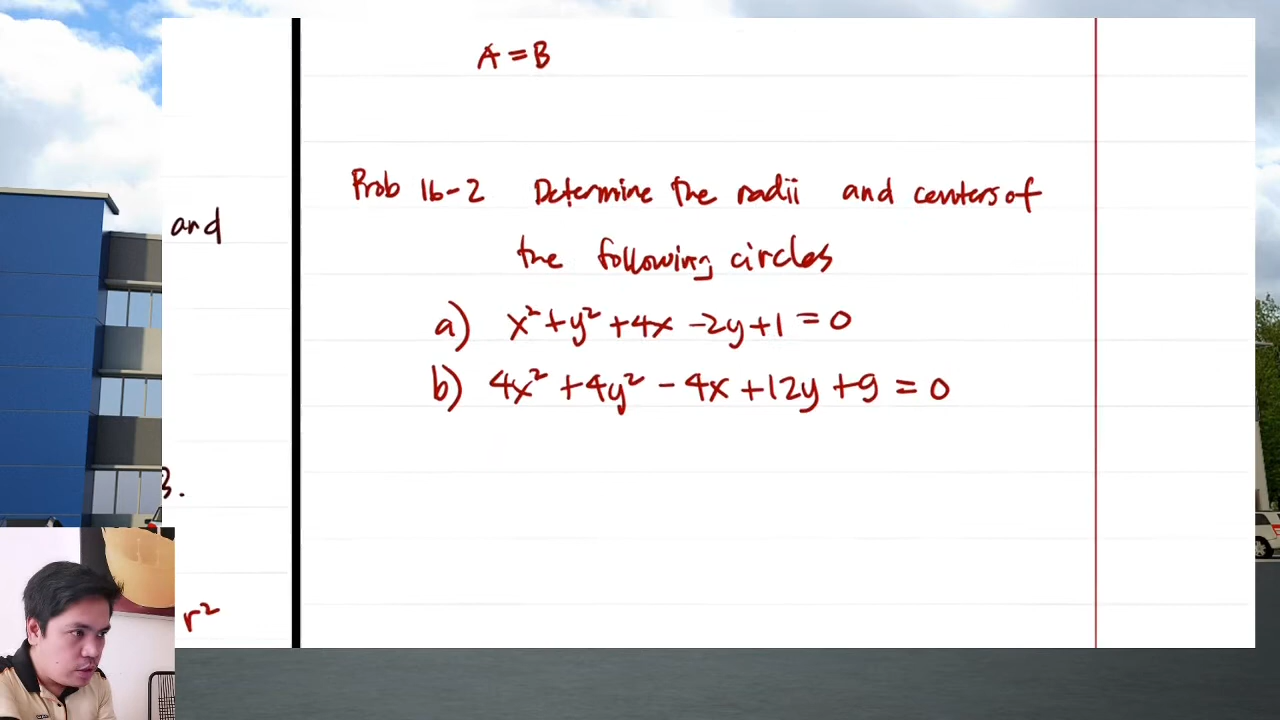 A = B
and
Prob 16-2 Determine the radii and centers of
the following circles
a) x² + y² + 4x - 2y + 1 = 0
b) 4x² + 4y² - 4x + 12y + 9 = 0
r²